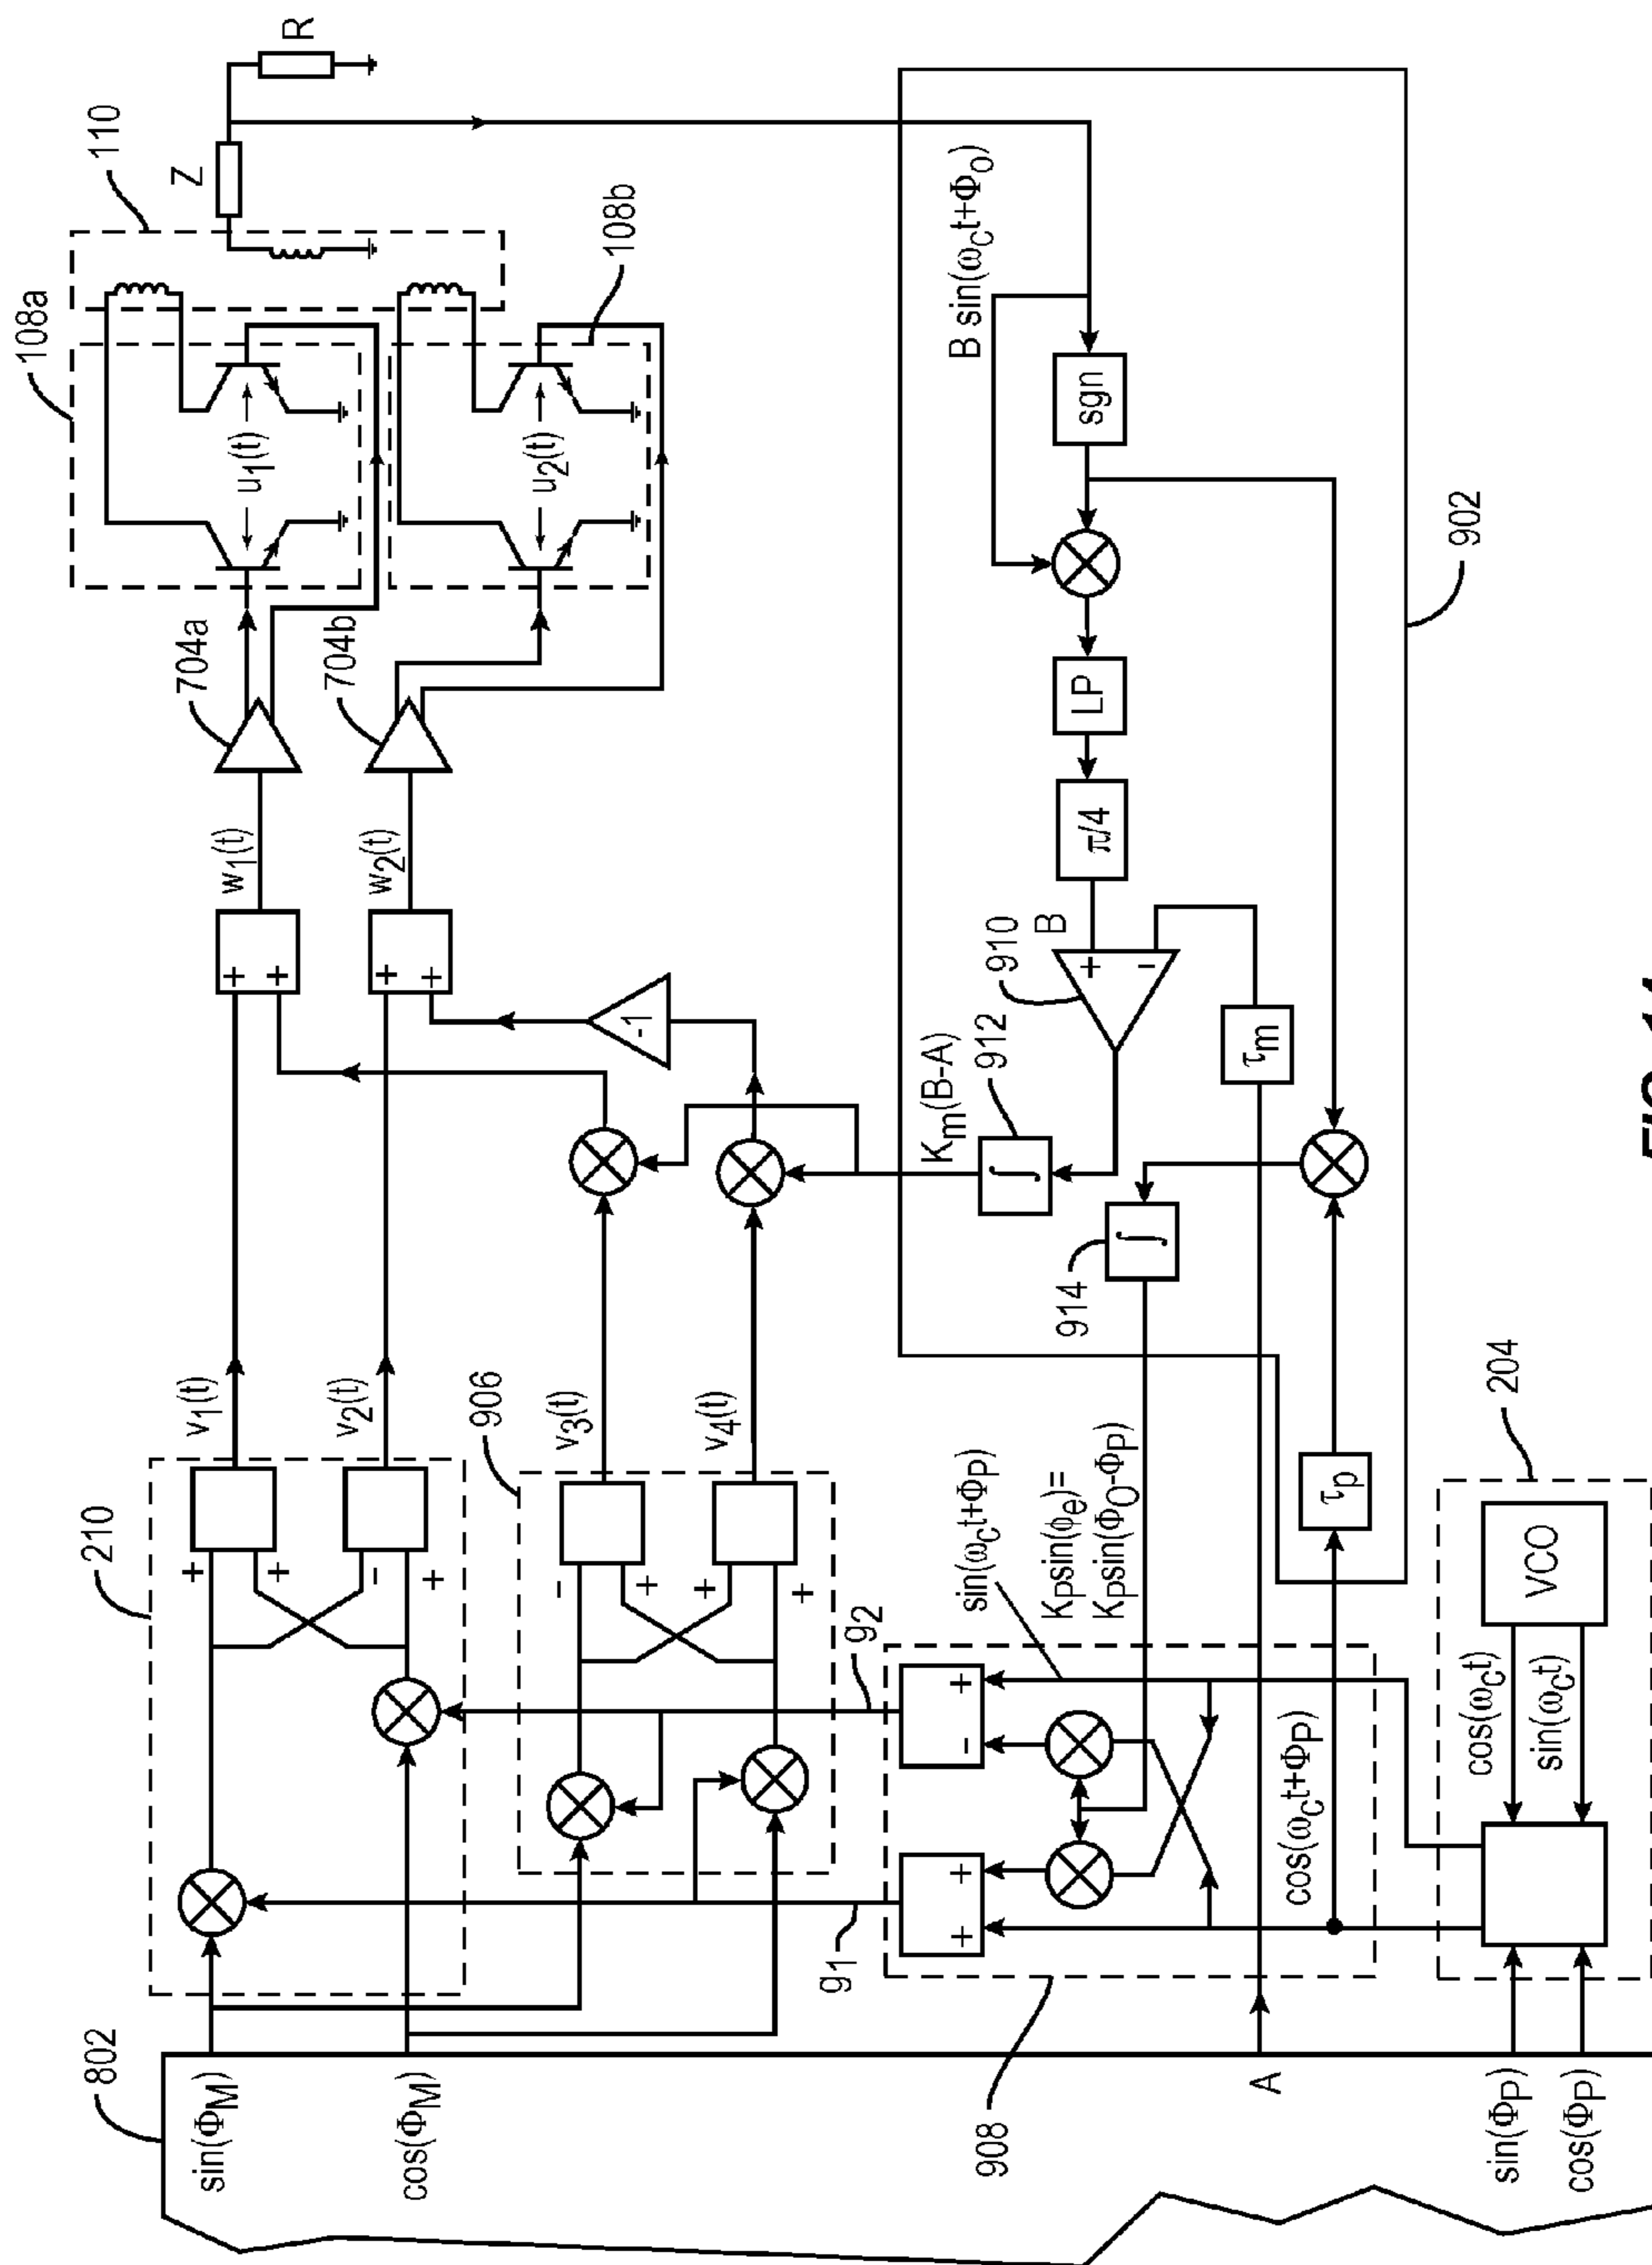 802
sin(ΦM)
cos(ΦM)
A
sin(ΦP)
cos(ΦP)
210
+
+
-
+
v1(t)
v2(t)
906
-
+
+
+
v3(t)
v4(t)
908
g1
g2
+
+
-
+
cos(ωct+ΦP)
sin(ωct+ΦP)
KPsin(ϕe)=
KPsin(ΦO-ΦP)
204
VCO
cos(ωct)
sin(ωct)
τp
914
∫
912
∫
Km(B-A)
910
+
-
B
τm
π/4
LP
sgn
B sin(ωct+ΦO)
902
-1
+
+
w1(t)
+
+
w2(t)
704a
704b
108a
u1(t)
108b
u2(t)
110
Z
R